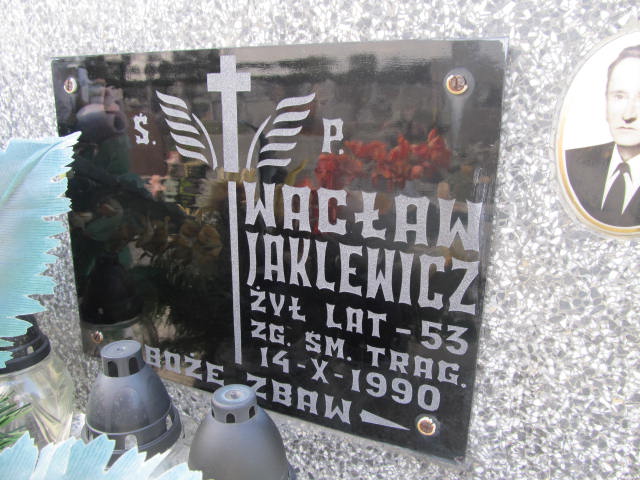 Ś. P.
WACŁAW
JAKLEWICZ
ŻYŁ LAT-53
ZG. ŚM. TRAG.
14-X-1990
BOŻE ZBAW